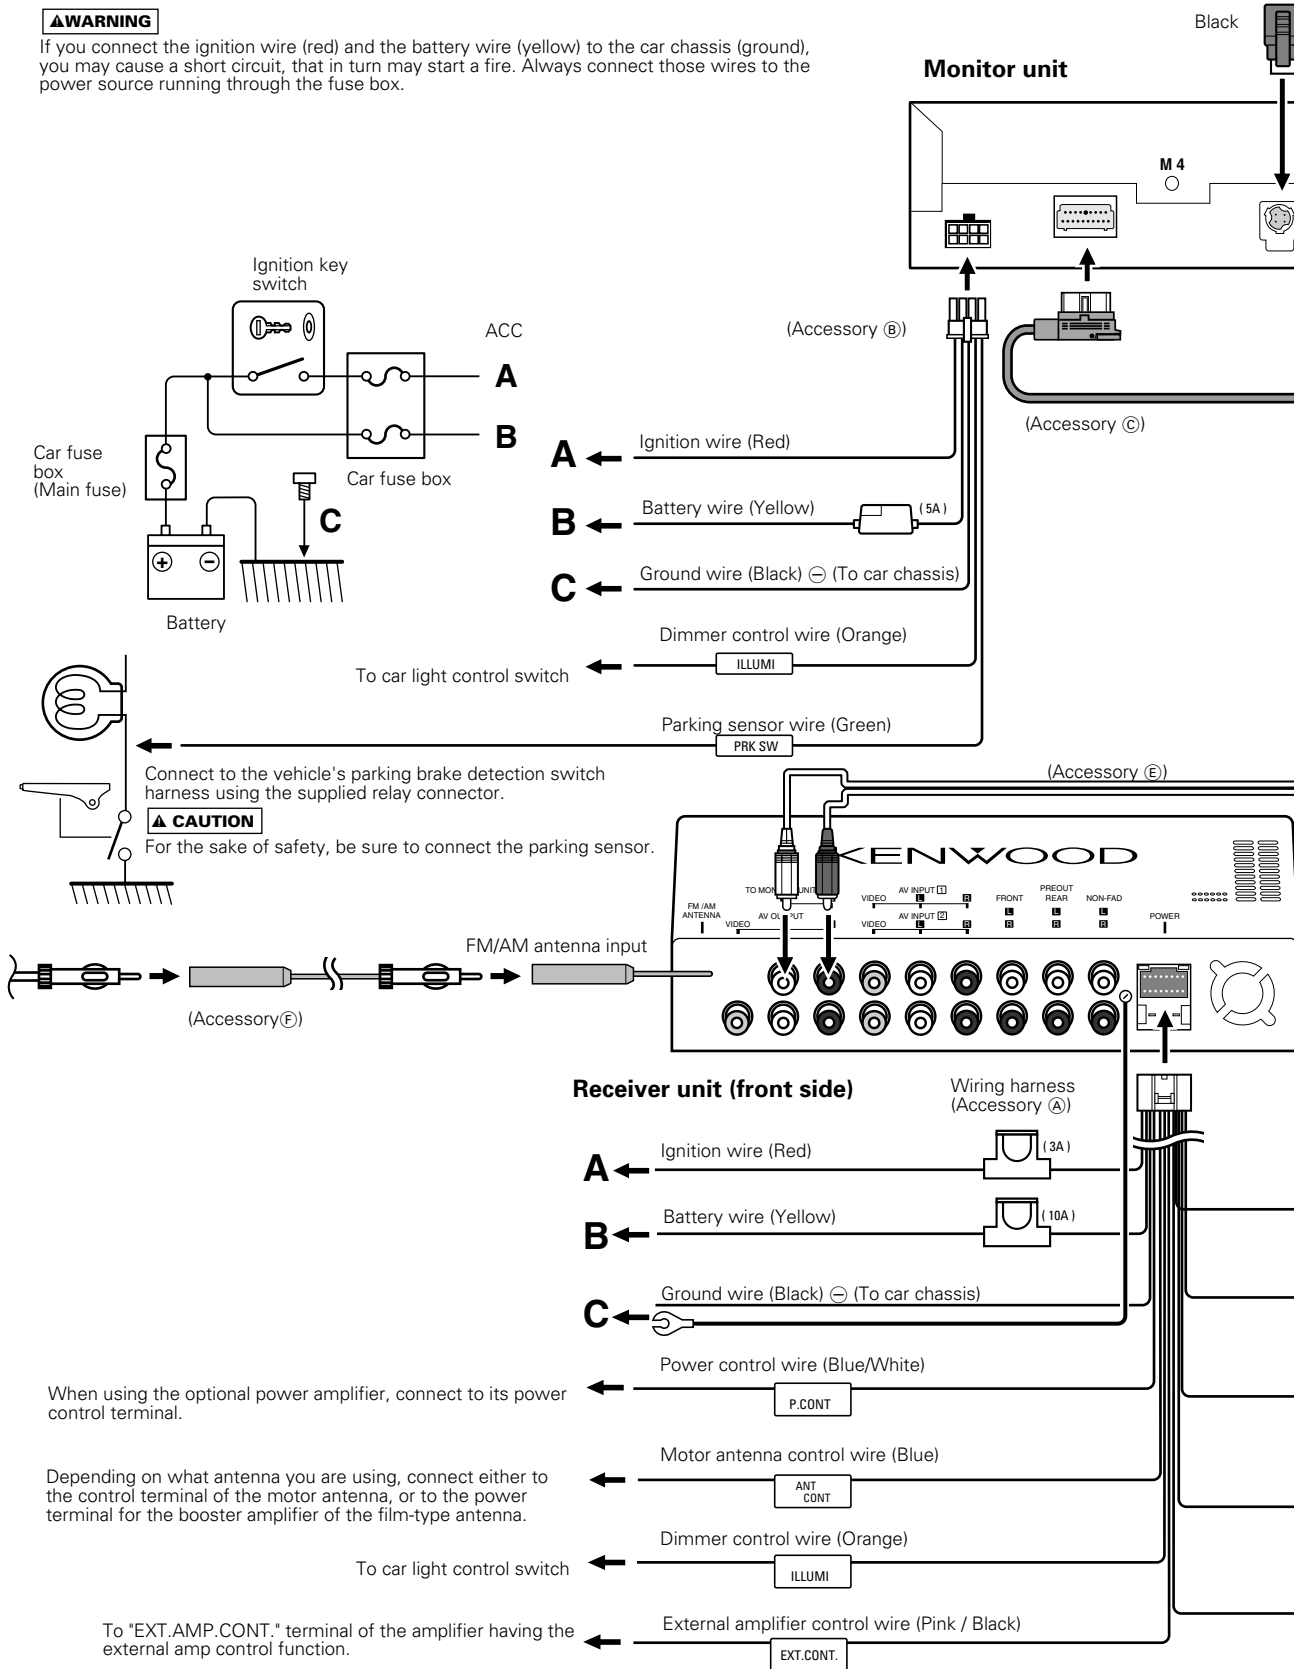 WARNING
If you connect the ignition wire (red) and the battery wire (yellow) to the car chassis (ground),
you may cause a short circuit, that in turn may start a fire. Always connect those wires to the
power source running through the fuse box.
Black
Monitor unit
M 4
Ignition key
switch
ACC
A
B
Car fuse
box
(Main fuse)
Car fuse box
C
+
−
Battery
(Accessory Ⓑ)
(Accessory Ⓒ)
A
Ignition wire (Red)
B
Battery wire (Yellow)
( 5A )
C
Ground wire (Black) ⊖ (To car chassis)
Dimmer control wire (Orange)
ILLUMI
To car light control switch
Parking sensor wire (Green)
PRK SW
Connect to the vehicle's parking brake detection switch
harness using the supplied relay connector.
CAUTION
For the sake of safety, be sure to connect the parking sensor.
(Accessory Ⓔ)
KENWOOD
FM /AM
ANTENNA
TO MON UNIT
VIDEO
AV OUTPUT
VIDEO
AV INPUT 1
L
R
VIDEO
AV INPUT 2
L
R
FRONT
L
R
PREOUT
REAR
L
R
NON-FAD
L
R
POWER
FM/AM antenna input
(Accessory Ⓕ)
Receiver unit (front side)
Wiring harness
(Accessory Ⓐ)
A
Ignition wire (Red)
( 3A )
B
Battery wire (Yellow)
( 10A )
C
Ground wire (Black) ⊖ (To car chassis)
Power control wire (Blue/White)
P.CONT
When using the optional power amplifier, connect to its power
control terminal.
Motor antenna control wire (Blue)
ANT
CONT
Depending on what antenna you are using, connect either to
the control terminal of the motor antenna, or to the power
terminal for the booster amplifier of the film-type antenna.
Dimmer control wire (Orange)
ILLUMI
To car light control switch
External amplifier control wire (Pink / Black)
EXT.CONT.
To "EXT.AMP.CONT." terminal of the amplifier having the
external amp control function.